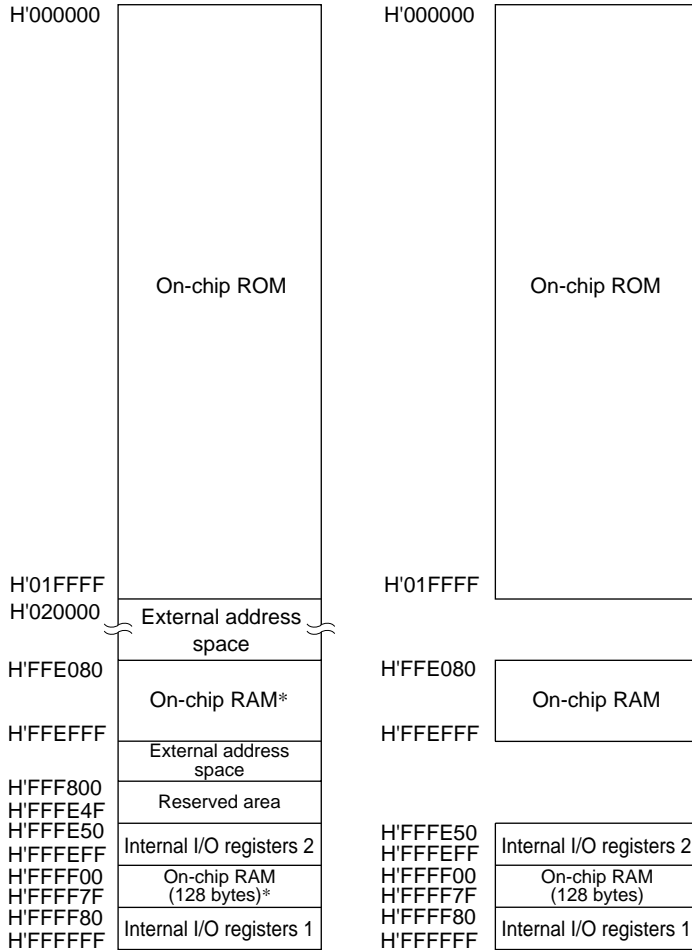 H'000000
On-chip ROM
H'01FFFF
H'020000
External address
space
H'FFE080
On-chip RAM*
H'FFEFFF
External address
space
H'FFF800
Reserved area
H'FFFE4F
H'FFFE50
Internal I/O registers 2
H'FFFEFF
H'FFFF00
On-chip RAM
(128 bytes)*
H'FFFF7F
H'FFFF80
Internal I/O registers 1
H'FFFFFF
H'000000
On-chip ROM
H'01FFFF
H'FFE080
On-chip RAM
H'FFEFFF
H'FFFE50
Internal I/O registers 2
H'FFFEFF
H'FFFF00
On-chip RAM
(128 bytes)
H'FFFF7F
H'FFFF80
Internal I/O registers 1
H'FFFFFF